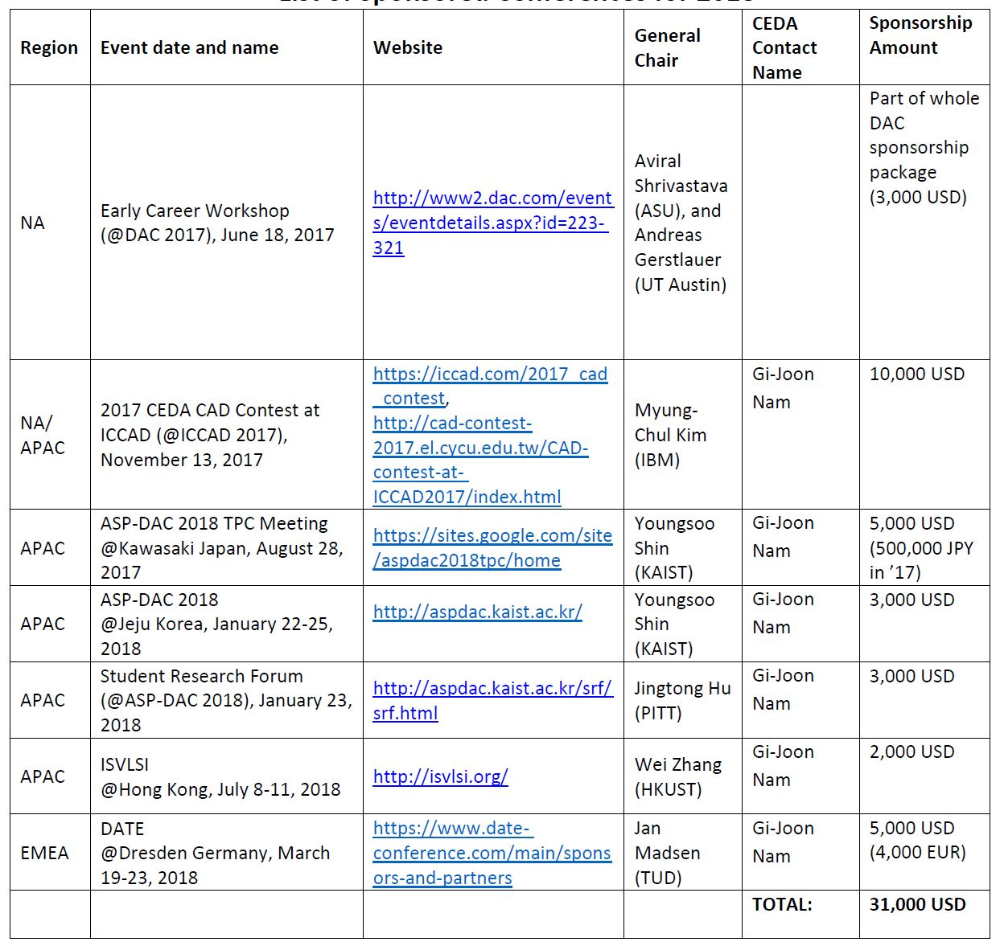 List of Sponsored Conferences for 2018
Region
Event date and name
Website
General
Chair
CEDA
Contact
Name
Sponsorship
Amount
NA
Early Career Workshop
(@DAC 2017), June 18, 2017
http://www2.dac.com/event
s/eventdetails.aspx?id=223-
321
Aviral
Shrivastava
(ASU), and
Andreas
Gerstlauer
(UT Austin)
Part of whole
DAC
sponsorship
package
(3,000 USD)
NA/
APAC
2017 CEDA CAD Contest at
ICCAD (@ICCAD 2017),
November 13, 2017
https://iccad.com/2017_cad
_contest,
http://cad-contest-
2017.el.cycu.edu.tw/CAD-
contest-at-
ICCAD2017/index.html
Myung-
Chul Kim
(IBM)
Gi-Joon
Nam
10,000 USD
APAC
ASP-DAC 2018 TPC Meeting
@Kawasaki Japan, August 28,
2017
https://sites.google.com/site
/aspdac2018tpc/home
Youngsoo
Shin
(KAIST)
Gi-Joon
Nam
5,000 USD
(500,000 JPY
in ’17)
APAC
ASP-DAC 2018
@Jeju Korea, January 22-25,
2018
http://aspdac.kaist.ac.kr/
Youngsoo
Shin
(KAIST)
Gi-Joon
Nam
3,000 USD
APAC
Student Research Forum
(@ASP-DAC 2018), January 23,
2018
http://aspdac.kaist.ac.kr/srf/
srf.html
Jingtong Hu
(PITT)
Gi-Joon
Nam
3,000 USD
APAC
ISVLSI
@Hong Kong, July 8-11, 2018
http://isvlsi.org/
Wei Zhang
(HKUST)
Gi-Joon
Nam
2,000 USD
EMEA
DATE
@Dresden Germany, March
19-23, 2018
https://www.date-
conference.com/main/spons
ors-and-partners
Jan
Madsen
(TUD)
Gi-Joon
Nam
5,000 USD
(4,000 EUR)
TOTAL:
31,000 USD